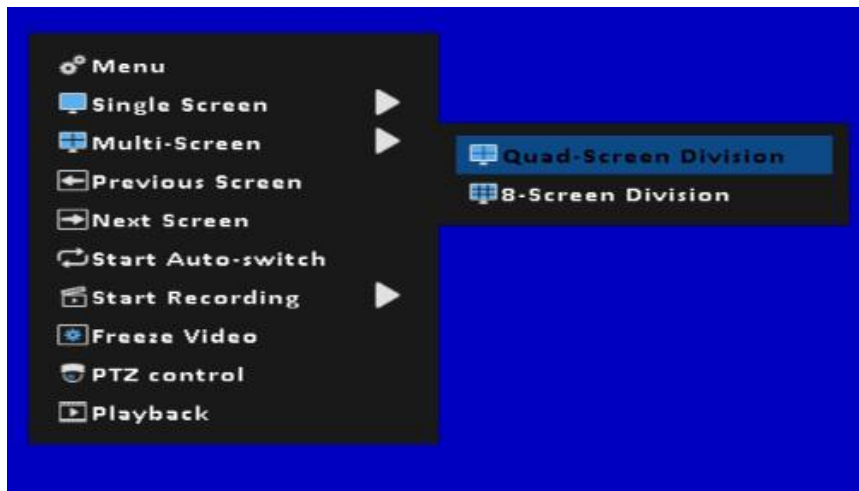 Menu
Single Screen
Multi-Screen
Previous Screen
Next Screen
Start Auto-switch
Start Recording
Freeze Video
PTZ control
Playback
Quad-Screen Division
8-Screen Division